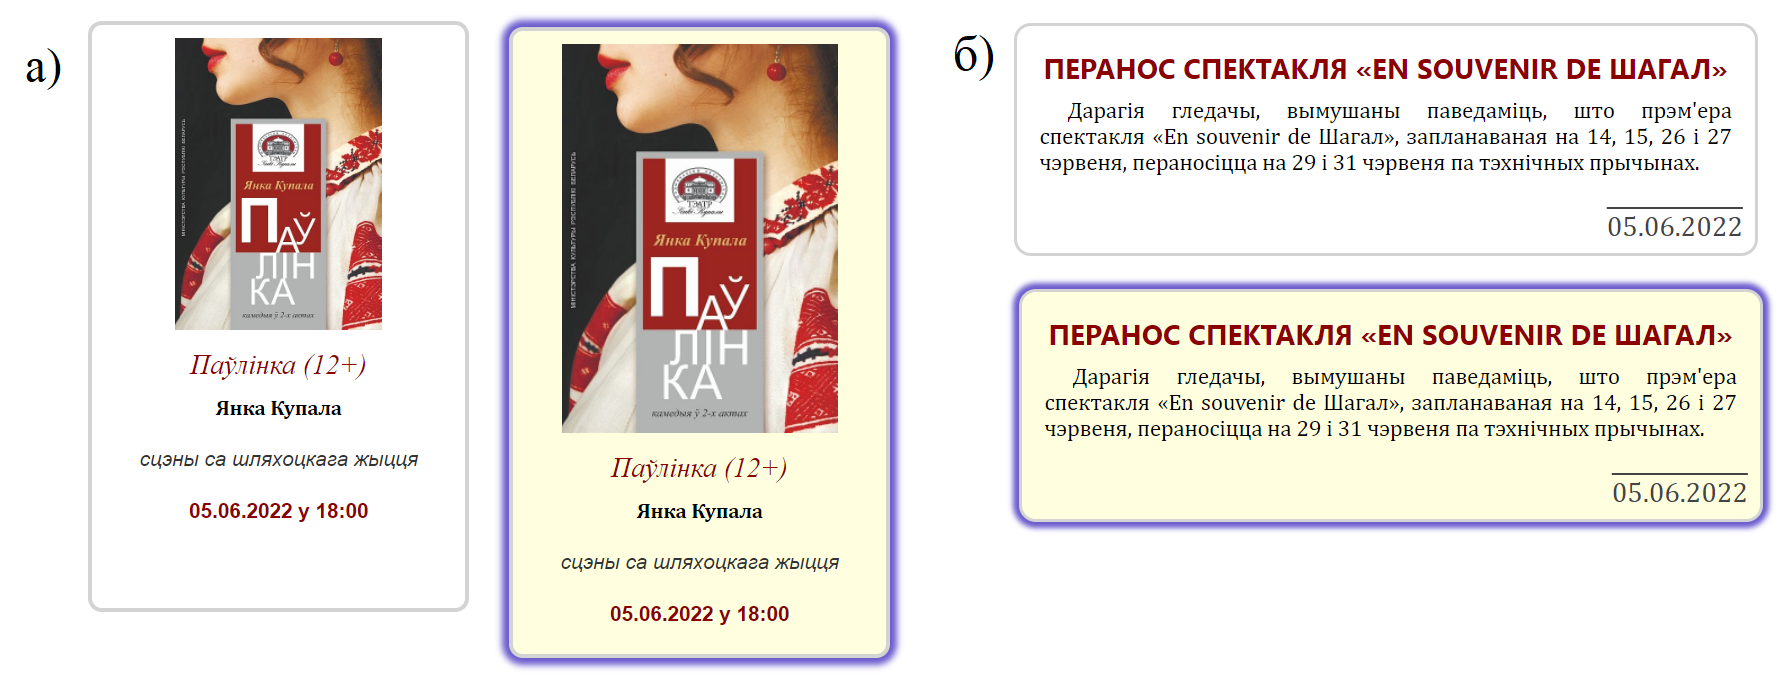 а)
МІНІСТЭРСТВА КУЛЬТУРЫ РЭСПУБЛІКІ БЕЛАРУСЬ
ТЭАТР
Янкі Купалы
Янка Купала
ПАЎ
ЛІН
КА
камедыя ў 2-х актах
Паўлінка (12+)
Янка Купала
сцэны са шляхоцкага жыцця
05.06.2022 у 18:00
МІНІСТЭРСТВА КУЛЬТУРЫ РЭСПУБЛІКІ БЕЛАРУСЬ
ТЭАТР
Янкі Купалы
Янка Купала
ПАЎ
ЛІН
КА
камедыя ў 2-х актах
Паўлінка (12+)
Янка Купала
сцэны са шляхоцкага жыцця
05.06.2022 у 18:00
б)
ПЕРАНОС СПЕКТАКЛЯ «EN SOUVENIR DE ШАГАЛ»
Дарагія гледачы, вымушаны паведаміць, што прэм'ера
спектакля «En souvenir de Шагал», запланаваная на 14, 15, 26 і 27
чэрвеня, пераносіцца на 29 і 31 чэрвеня па тэхнічных прычынах.
05.06.2022
ПЕРАНОС СПЕКТАКЛЯ «EN SOUVENIR DE ШАГАЛ»
Дарагія гледачы, вымушаны паведаміць, што прэм'ера
спектакля «En souvenir de Шагал», запланаваная на 14, 15, 26 і 27
чэрвеня, пераносіцца на 29 і 31 чэрвеня па тэхнічных прычынах.
05.06.2022